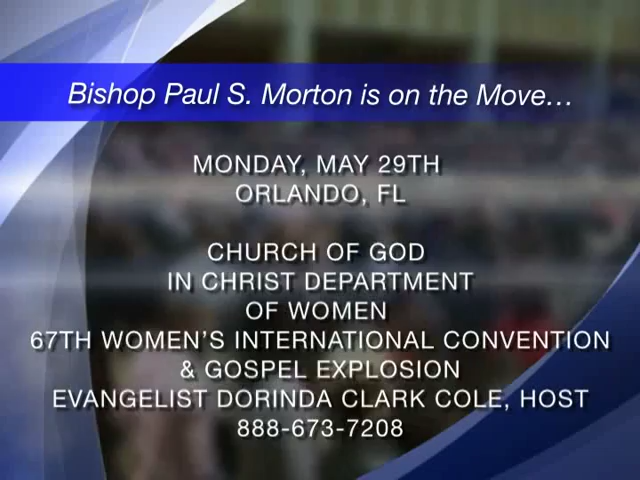 Bishop Paul S. Morton is on the Move...
MONDAY, MAY 29TH
ORLANDO, FL
CHURCH OF GOD
IN CHRIST DEPARTMENT
OF WOMEN
67TH WOMEN'S INTERNATIONAL CONVENTION
& GOSPEL EXPLOSION
EVANGELIST DORINDA CLARK COLE, HOST
888-673-7208